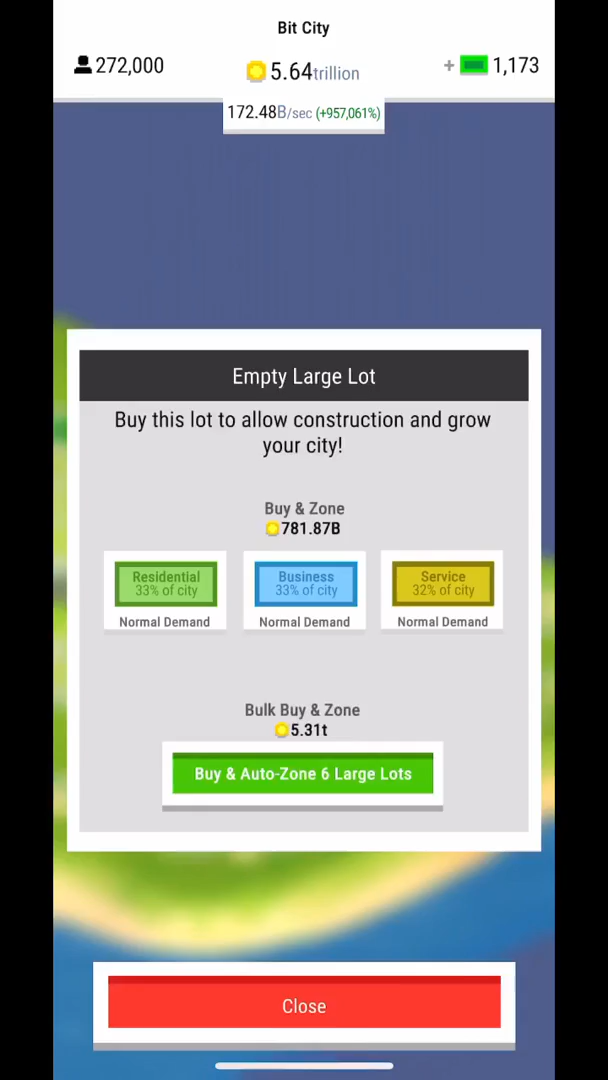 Bit City
272,000
5.64trillion
+ 1,173
172.48B/sec (+957,061%)
Empty Large Lot
Buy this lot to allow construction and grow
your city!
Buy & Zone
781.87B
Residential
33% of city
Business
33% of city
Service
32% of city
Normal Demand
Normal Demand
Normal Demand
Bulk Buy & Zone
5.31t
Buy & Auto-Zone 6 Large Lots
Close